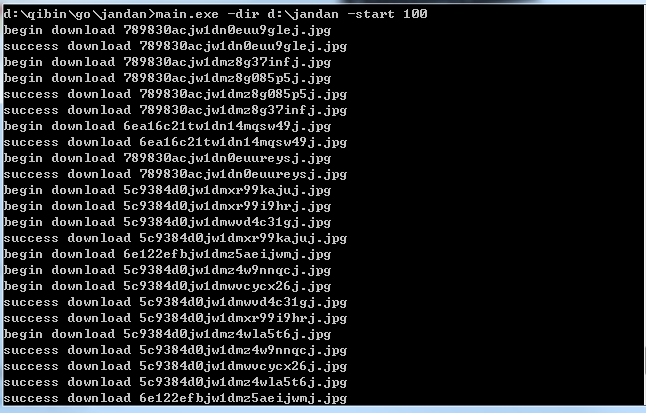 d:\qibin\go\jandan>main.exe -dir d:\jandan -start 100
begin download 789830acjw1dn0euu9glej.jpg
success download 789830acjw1dn0euu9glej.jpg
begin download 789830acjw1dmz8g37infj.jpg
begin download 789830acjw1dmz8g085p5j.jpg
success download 789830acjw1dmz8g085p5j.jpg
success download 789830acjw1dmz8g37infj.jpg
begin download 6ea16c21tw1dn14mqsw49j.jpg
success download 6ea16c21tw1dn14mqsw49j.jpg
begin download 789830acjw1dn0euureysj.jpg
success download 789830acjw1dn0euureysj.jpg
begin download 5c9384d0jw1dmxr99kajuj.jpg
begin download 5c9384d0jw1dmxr99i9hrj.jpg
begin download 5c9384d0jw1dmwvd4c31gj.jpg
success download 5c9384d0jw1dmxr99kajuj.jpg
begin download 6e122efbjw1dmz5aeijwmj.jpg
begin download 5c9384d0jw1dmz4w9nnqcj.jpg
begin download 5c9384d0jw1dmwvcycx26j.jpg
success download 5c9384d0jw1dmwvd4c31gj.jpg
success download 5c9384d0jw1dmxr99i9hrj.jpg
begin download 5c9384d0jw1dmz4wla5t6j.jpg
success download 5c9384d0jw1dmz4w9nnqcj.jpg
success download 5c9384d0jw1dmwvcycx26j.jpg
success download 5c9384d0jw1dmz4wla5t6j.jpg
success download 6e122efbjw1dmz5aeijwmj.jpg